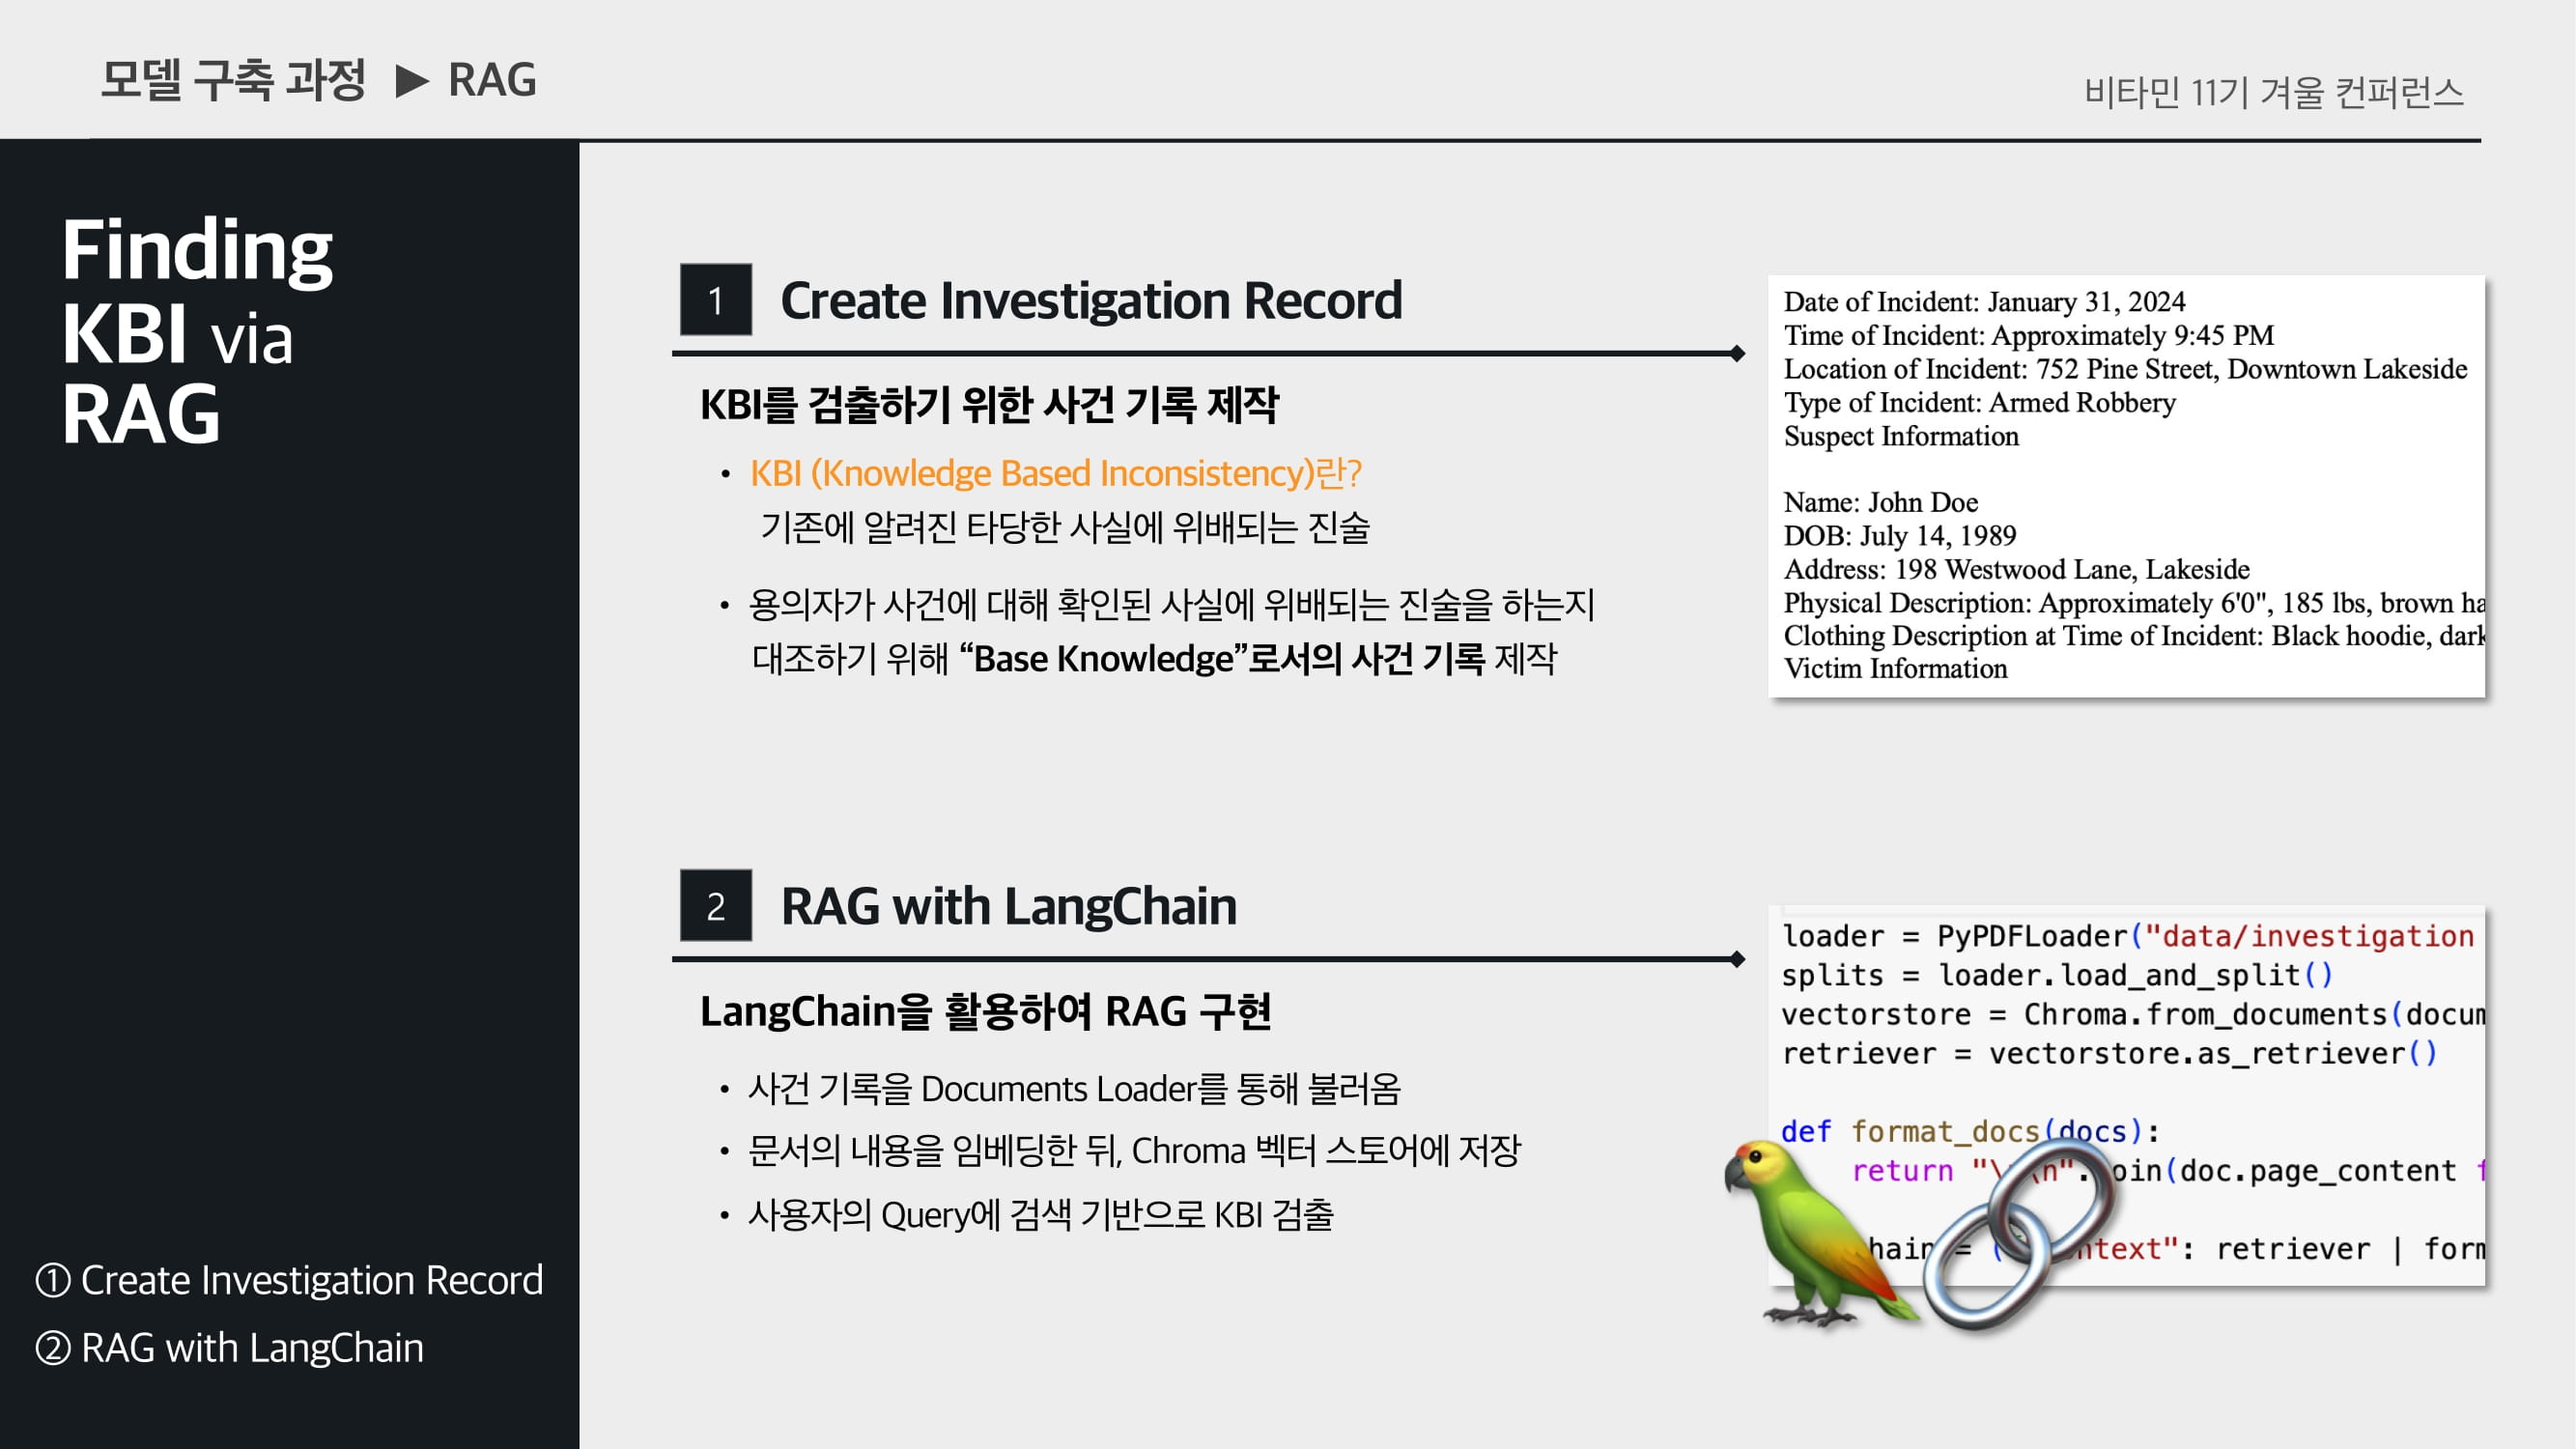 모델 구축 과정 ▶ RAG
비타민 11기 겨울 컨퍼런스
Finding
KBI via
RAG
① Create Investigation Record
② RAG with LangChain
1 Create Investigation Record
KBI를 검출하기 위한 사건 기록 제작
• KBI (Knowledge Based Inconsistency)란?
기존에 알려진 타당한 사실에 위배되는 진술
• 용의자가 사건에 대해 확인된 사실에 위배되는 진술을 하는지
대조하기 위해 “Base Knowledge”로서의 사건 기록 제작
Date of Incident: January 31, 2024
Time of Incident: Approximately 9:45 PM
Location of Incident: 752 Pine Street, Downtown Lakeside
Type of Incident: Armed Robbery
Suspect Information
Name: John Doe
DOB: July 14, 1989
Address: 198 Westwood Lane, Lakeside
Physical Description: Approximately 6'0", 185 lbs, brown ha
Clothing Description at Time of Incident: Black hoodie, dark
Victim Information
2 RAG with LangChain
LangChain을 활용하여 RAG 구현
• 사건 기록을 Documents Loader를 통해 불러옴
• 문서의 내용을 임베딩한 뒤, Chroma 벡터 스토어에 저장
• 사용자의 Query에 검색 기반으로 KBI 검출
loader = PyPDFLoader("data/investigation
splits = loader.load_and_split()
vectorstore = Chroma.from_documents(docum
retriever = vectorstore.as_retriever()
def format_docs(docs):
return oin(doc.page_content f
hain = ntext": retriever | form